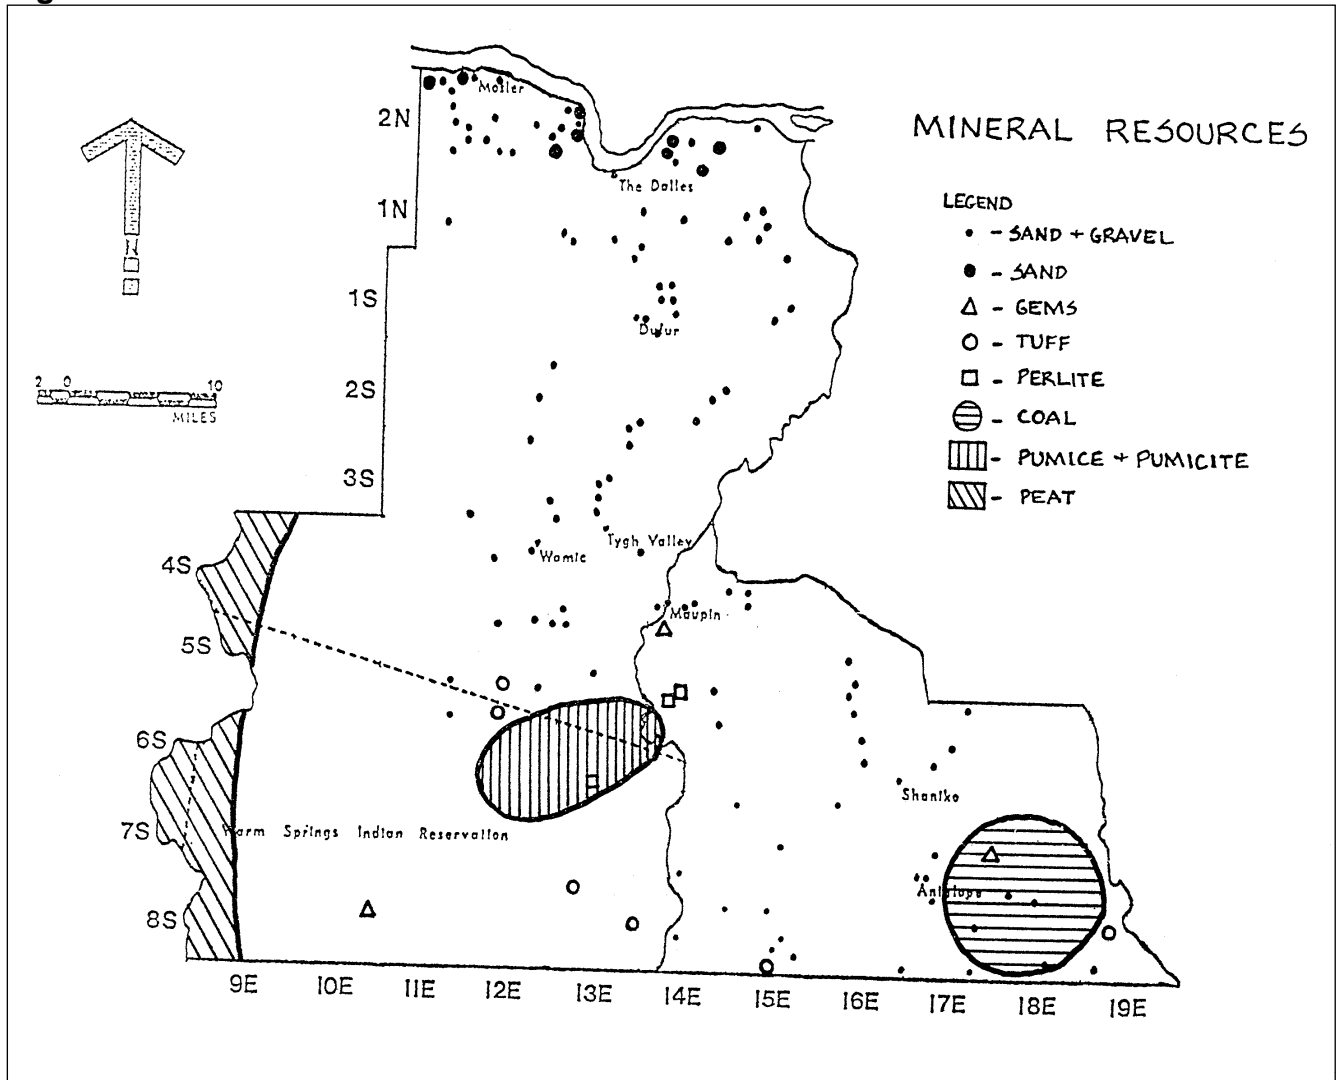 MINERAL RESOURCES
LEGEND
- SAND + GRAVEL
- SAND
- GEMS
- TUFF
- PERLITE
- COAL
- PUMICE + PUMICITE
- PEAT
N
2 0 10
MILES
2N
1N
1S
2S
3S
4S
5S
6S
7S
8S
Mosier
The Dalles
Dufur
Tygh Valley
Wamic
Maupin
Shaniko
Warm Springs Indian Reservation
Antelope
9E 10E 11E 12E 13E 14E 15E 16E 17E 18E 19E